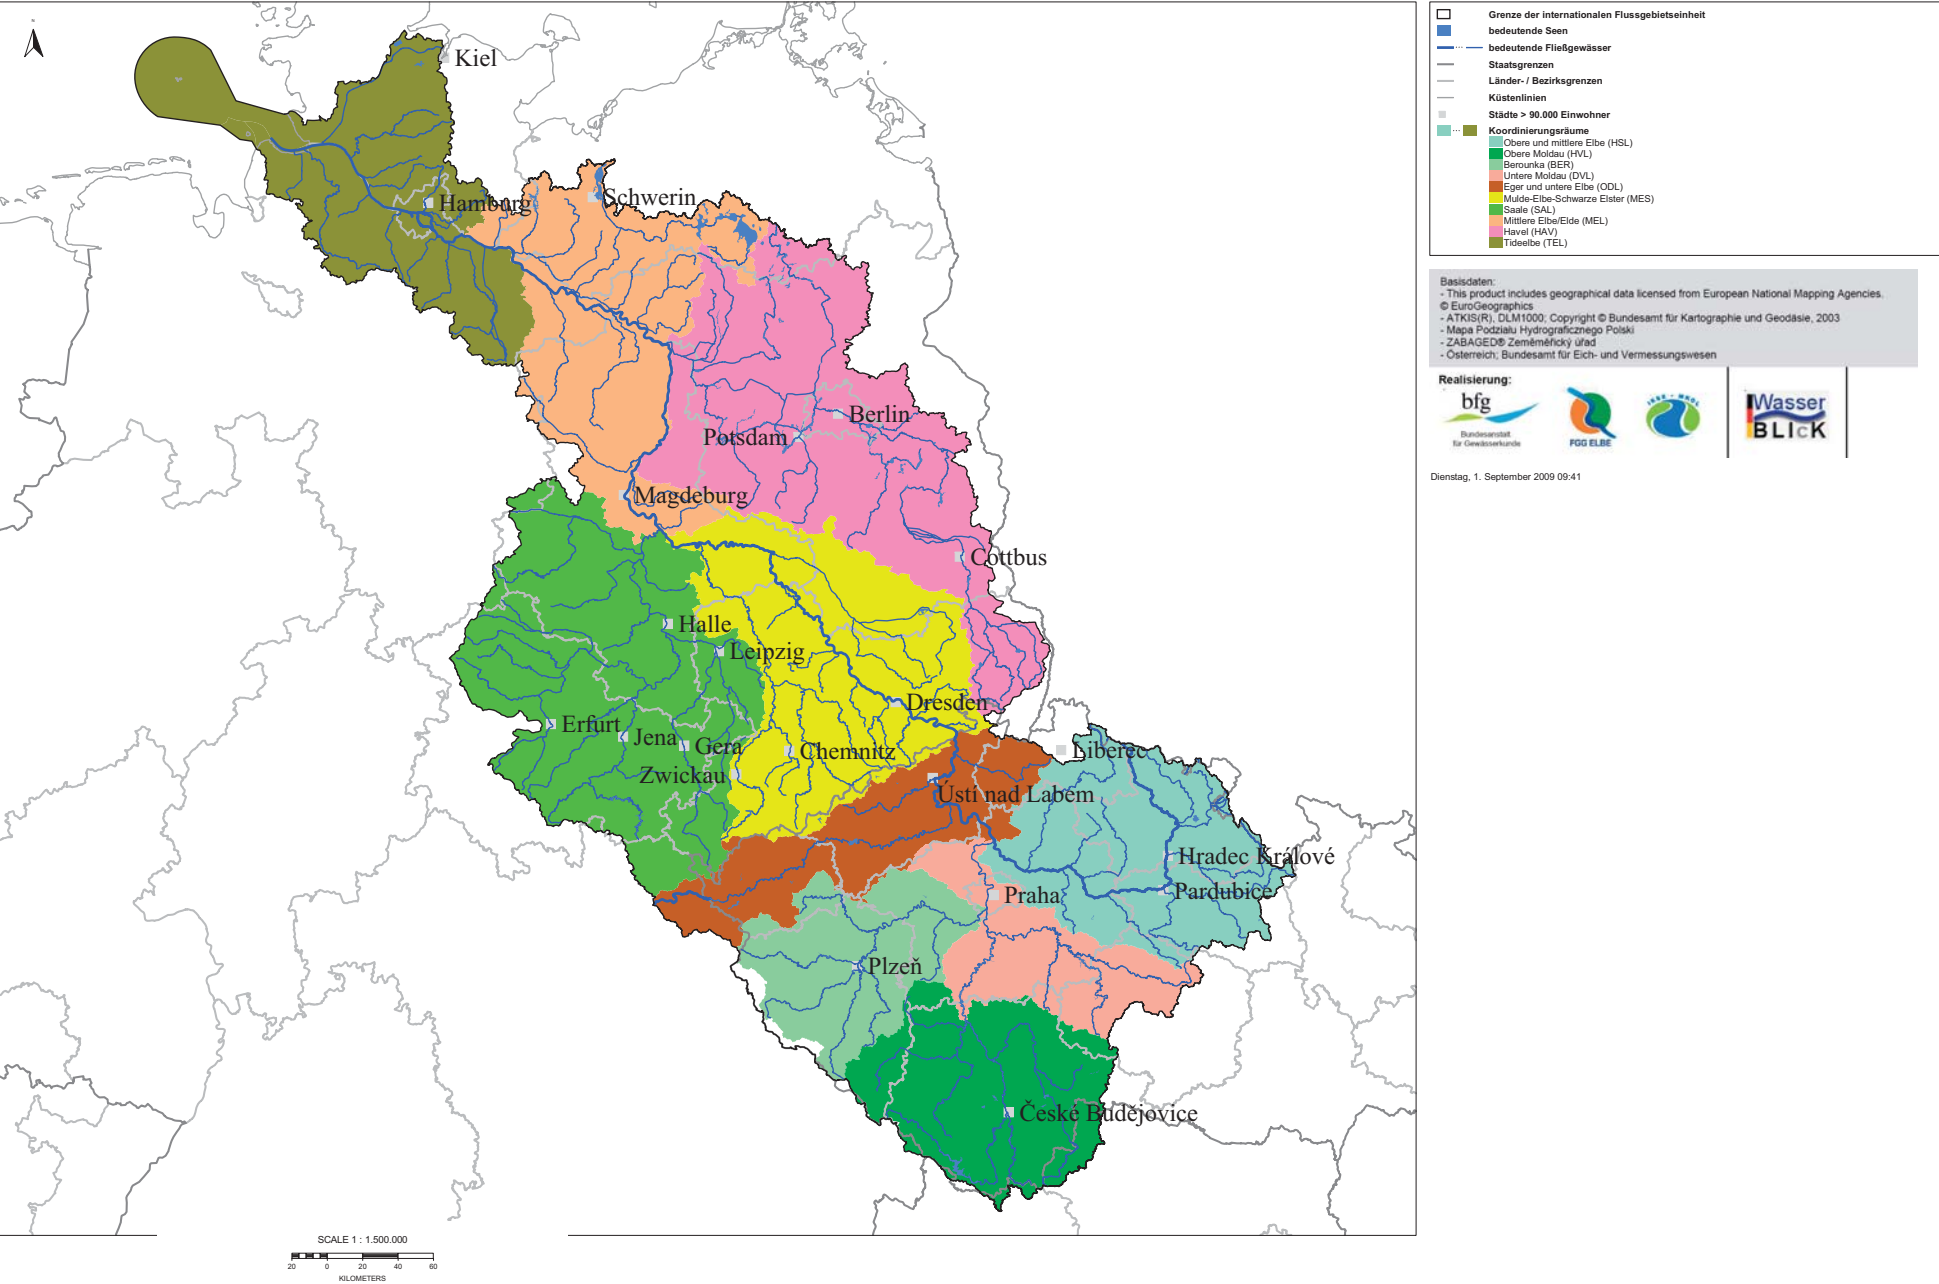 Kiel
Hamburg
Schwerin
Berlin
Potsdam
Magdeburg
Cottbus
Halle
Leipzig
Dresden
Erfurt
Jena
Gera
Chemnitz
Zwickau
Liberec
Ústí nad Labem
Hradec Králové
Pardubice
Praha
Plzeň
České Budějovice
SCALE 1 : 1.500.000
20 0 20 40 60
KILOMETERS
Grenze der internationalen Flussgebietseinheit
bedeutende Seen
bedeutende Fließgewässer
Staatsgrenzen
Länder- / Bezirksgrenzen
Küstenlinien
Städte > 90.000 Einwohner
Koordinierungsräume
Obere und mittlere Elbe (HSL)
Obere Moldau (HVL)
Berounka (BER)
Untere Moldau (DVL)
Eger und untere Elbe (ODL)
Mulde-Elbe-Schwarze Elster (MES)
Saale (SAL)
Mittlere Elbe/Elde (MEL)
Havel (HAV)
Tideelbe (TEL)
Basisdaten:
- This product includes geographical data licensed from European National Mapping Agencies.
© EuroGeographics
- ATKIS(R), DLM1000; Copyright © Bundesamt für Kartographie und Geodäsie, 2003
- Mapa Podziału Hydrograficznego Polski
- ZABAGED® Zeměměřický úřad
- Österreich; Bundesamt für Eich- und Vermessungswesen
Realisierung:
bfg
Bundesanstalt
für Gewässerkunde
FGG ELBE
IKSE - MKOL
Wasser
BLIcK
Dienstag, 1. September 2009 09:41